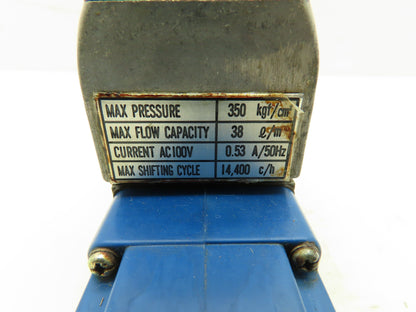 MAX PRESSURE 350 kgf/cm²
MAX FLOW CAPACITY 38 ℓ/m
CURRENT AC100V 0.53 A/50Hz
MAX SHIFTING CYCLE 14,400 c/h